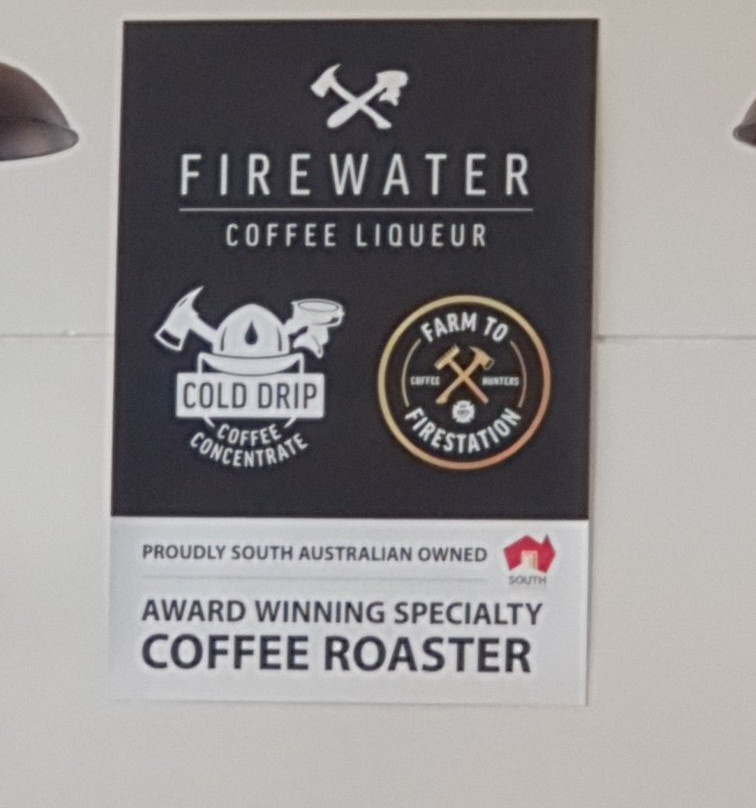 FIREWATER
COFFEE LIQUEUR
COLD DRIP
COFFEE
CONCENTRATE
FARM TO
COFFEE HUNTERS
FIRESTATION
PROUDLY SOUTH AUSTRALIAN OWNED
SOUTH
AWARD WINNING SPECIALTY
COFFEE ROASTER